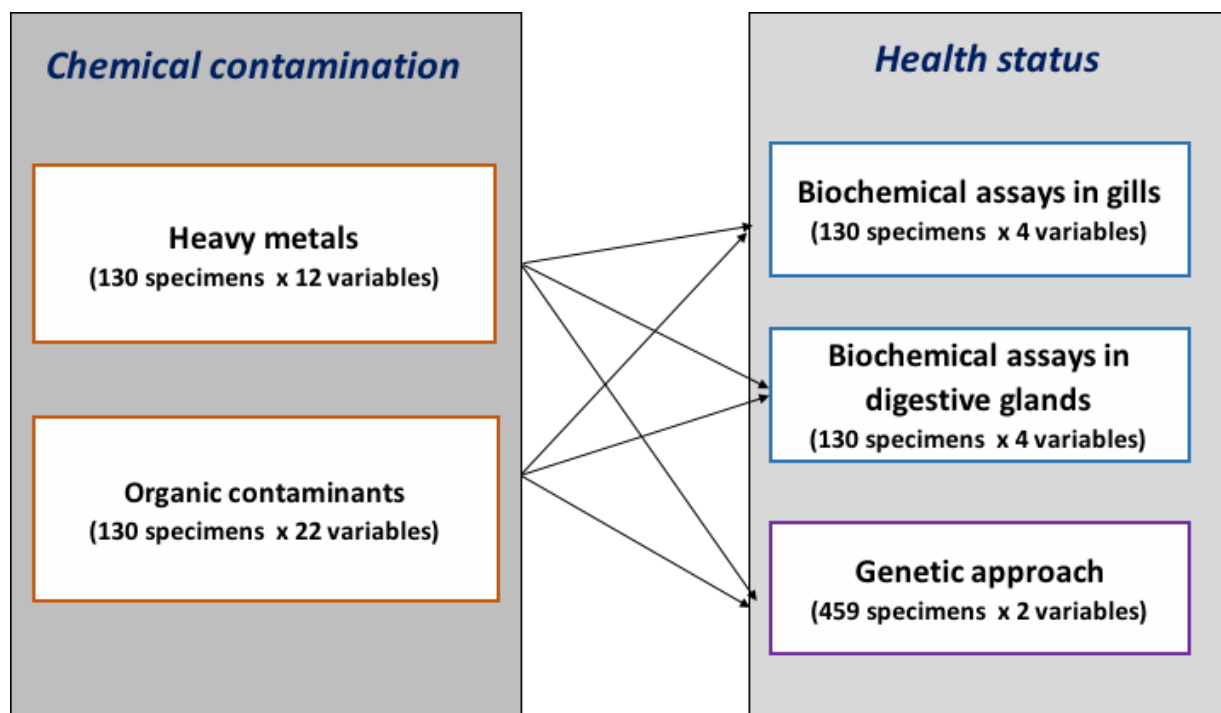 Chemical contamination
Heavy metals
(130 specimens x 12 variables)
Organic contaminants
(130 specimens x 22 variables)
Health status
Biochemical assays in gills
(130 specimens x 4 variables)
Biochemical assays in
digestive glands
(130 specimens x 4 variables)
Genetic approach
(459 specimens x 2 variables)